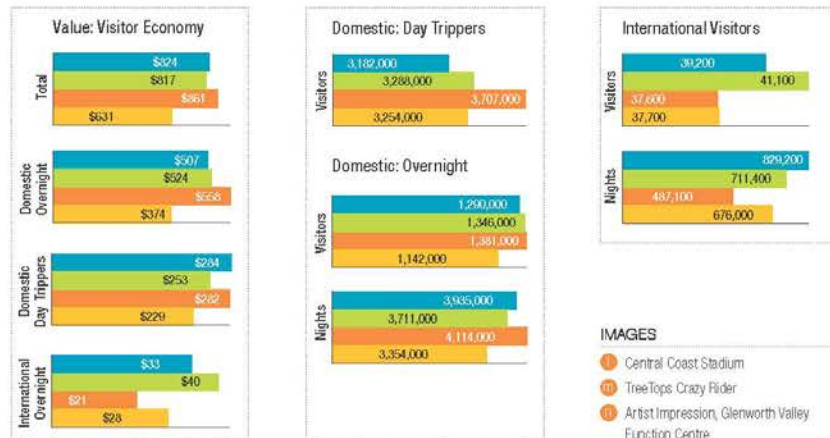 Value: Visitor Economy
Total
$824
$817
$861
$631
Domestic
Overnight
$507
$524
$558
$374
Domestic
Day Trippers
$284
$253
$282
$229
International
Overnight
$33
$40
$21
$28
Domestic: Day Trippers
Visitors
3,182,000
3,288,000
3,707,000
3,254,000
Domestic: Overnight
Visitors
1,290,000
1,346,000
1,381,000
1,142,000
Nights
3,935,000
3,711,000
4,114,000
3,354,000
International Visitors
Visitors
39,200
41,100
37,600
37,700
Nights
829,200
711,400
487,100
676,000
IMAGES
l Central Coast Stadium
m TreeTops Crazy Rider
n Artist Impression, Glenworth Valley
Function Centre